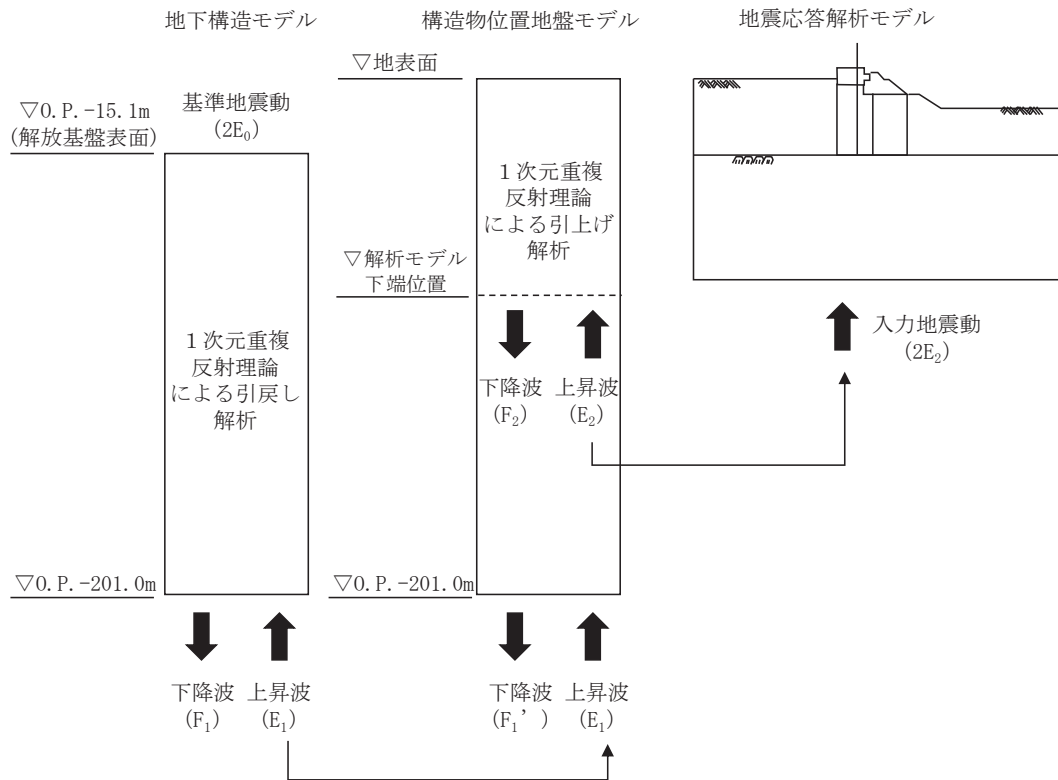 地下構造モデル
▽O.P.-15.1m
(解放基盤表面)
基準地震動
(2E₀)
1次元重複
反射理論
による引戻し
解析
▽O.P.-201.0m
下降波
(F₁)
上昇波
(E₁)
構造物位置地盤モデル
▽地表面
1次元重複
反射理論
による引上げ
解析
▽解析モデル
下端位置
下降波
(F₂)
上昇波
(E₂)
▽O.P.-201.0m
下降波
(F₁’)
上昇波
(E₁)
地震応答解析モデル
入力地震動
(2E₂)